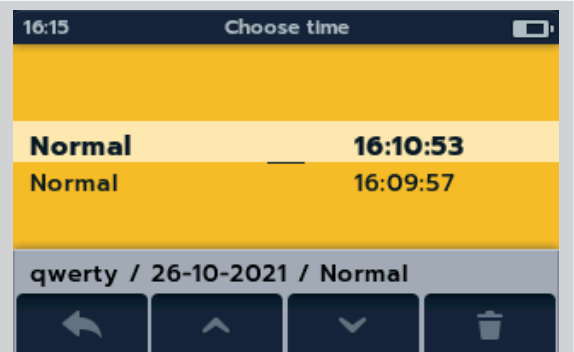 16:15 Choose time
Normal 16:10:53
Normal 16:09:57
qwerty / 26-10-2021 / Normal